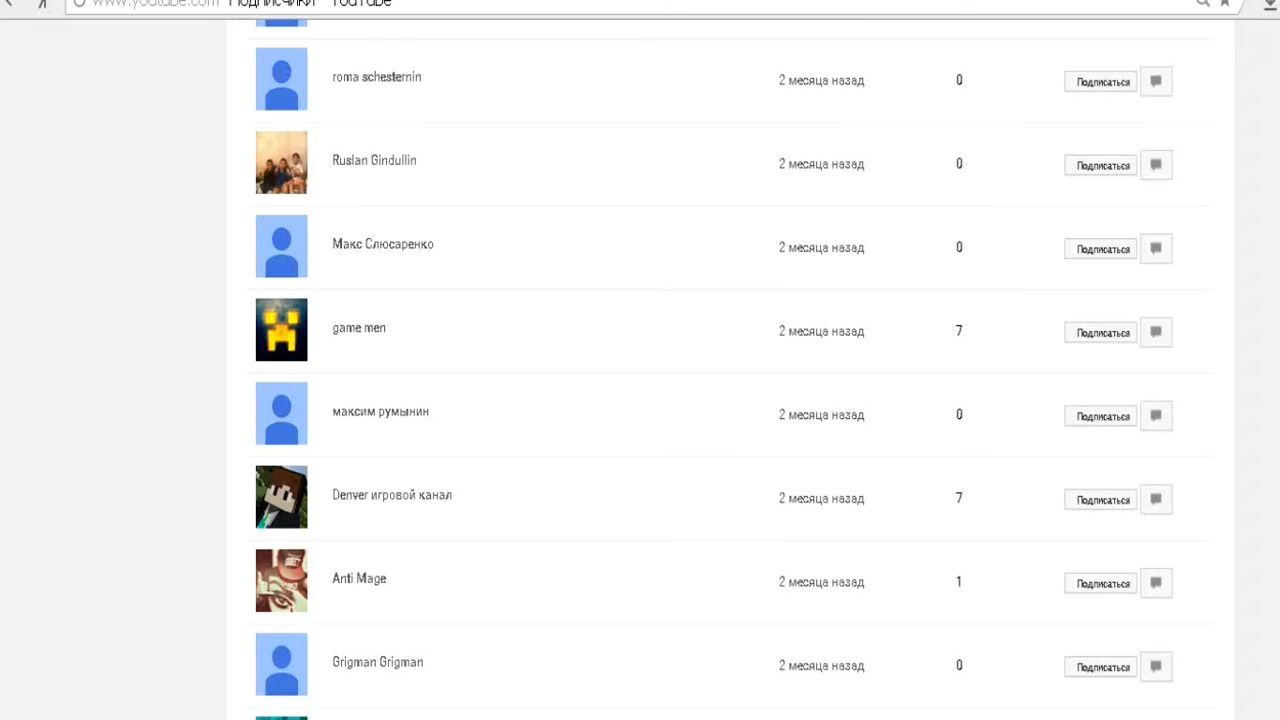 www.youtube.com Подписчики - YouTube
roma schesternin 2 месяца назад 0 Подписаться
Ruslan Gindullin 2 месяца назад 0 Подписаться
Макс Слюсаренко 2 месяца назад 0 Подписаться
game men 2 месяца назад 7 Подписаться
максим румынин 2 месяца назад 0 Подписаться
Denver игровой канал 2 месяца назад 7 Подписаться
Anti Mage 2 месяца назад 1 Подписаться
Grigman Grigman 2 месяца назад 0 Подписаться